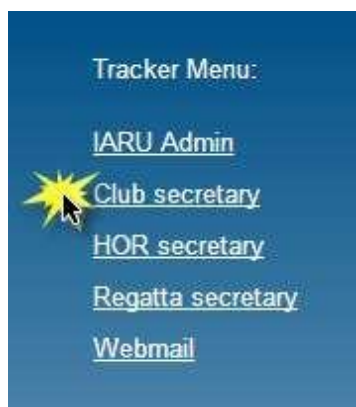 Tracker Menu:
IARU Admin
Club secretary
HOR secretary
Regatta secretary
Webmail